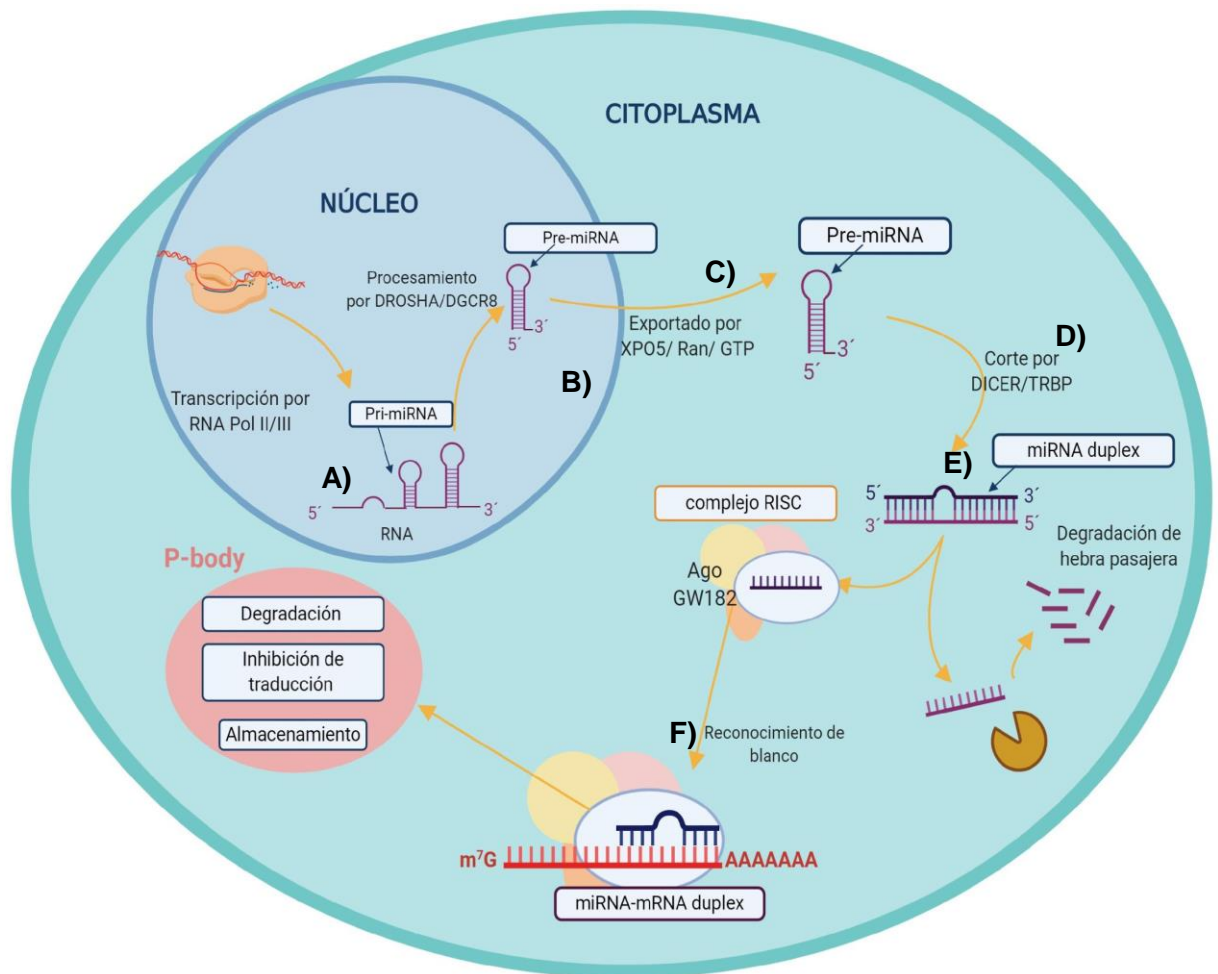 CITOPLASMA
NÚCLEO
Pre-miRNA
Procesamiento
por DROSHA/DGCR8
3´
5´
B)
Transcripción por
RNA Pol II/III
Pri-miRNA
A)
5´
3´
RNA
C)
Exportado por
XPO5/ Ran/ GTP
Pre-miRNA
3´
5´
D)
Corte por
DICER/TRBP
E)
miRNA duplex
5´
3´
3´
5´
Degradación de
hebra pasajera
complejo RISC
Ago
GW182
F)
Reconocimiento de
blanco
P-body
Degradación
Inhibición de
traducción
Almacenamiento
m⁷G
AAAAAAA
miRNA-mRNA duplex